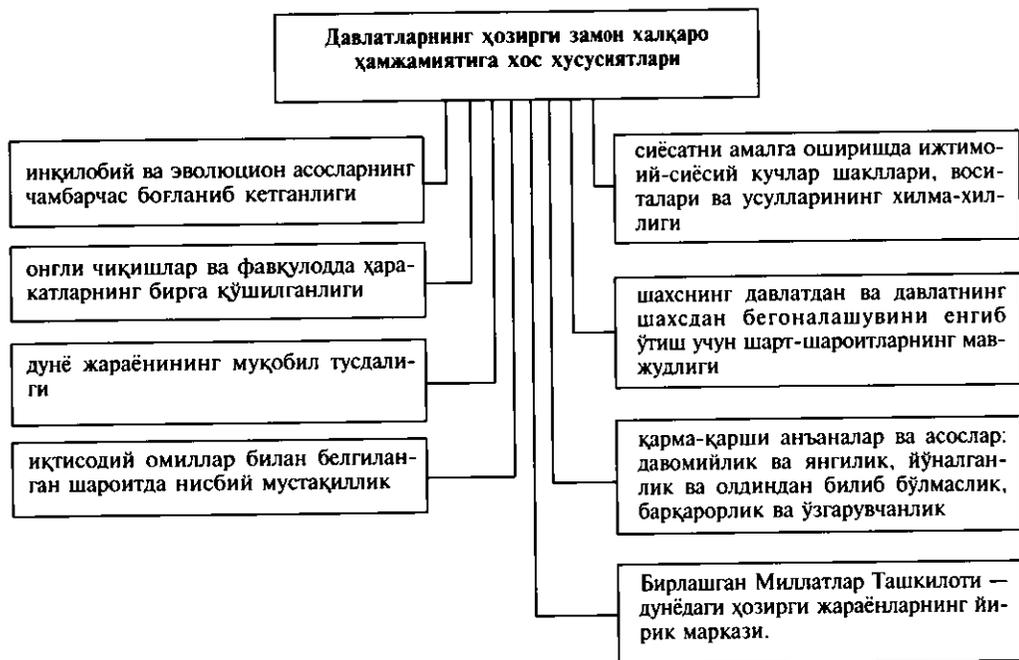 Давлатларнинг ҳозирги замон халқаро
ҳамжамиятига хос хусусиятлари
инқилобий ва эволюцион асосларнинг
чамбарчас боғланиб кетганлиги
онгли чиқишлар ва фавқулодда ҳара-
катларнинг бирга қўшилганлиги
дунё жараёнининг муқобил тусдали-
ги
иқтисодий омиллар билан белгилан-
ган шароитда нисбий мустақиллик
сиёсатни амалга оширишда ижтимо-
ий-сиёсий кучлар шакллари, воси-
талари ва усулларининг хилма-хил-
лиги
шахснинг давлатдан ва давлатнинг
шахсдан бегоналашувини енгиб
ўтиш учун шарт-шароитларнинг мав-
жудлиги
қарма-қарши анъаналар ва асослар:
давомийлик ва янгилик, йўналган-
лик ва олдиндан билиб бўлмаслик,
барқарорлик ва ўзгарувчанлик
Бирлашган Миллатлар Ташкилоти —
дунёдаги ҳозирги жараёнларнинг йи-
рик маркази.